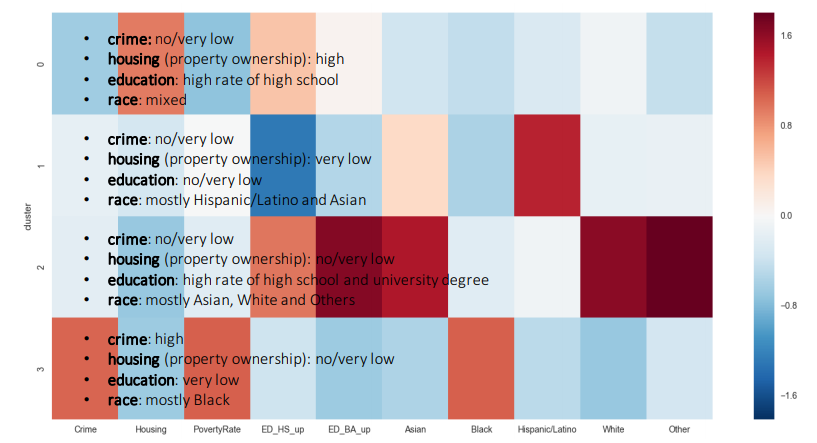 • crime: no/very low
• housing (property ownership): high
• education: high rate of high school
• race: mixed
• crime: no/very low
• housing (property ownership): very low
• education: no/very low
• race: mostly Hispanic/Latino and Asian
• crime: no/very low
• housing (property ownership): no/very low
• education: high rate of high school and university degree
• race: mostly Asian, White and Others
• crime: high
• housing (property ownership): no/very low
• education: very low
• race: mostly Black
cluster
0
1
2
3
Crime Housing PovertyRate ED_HS_up ED_BA_up Asian Black Hispanic/Latino White Other
1.6
0.8
0.0
−0.8
−1.6